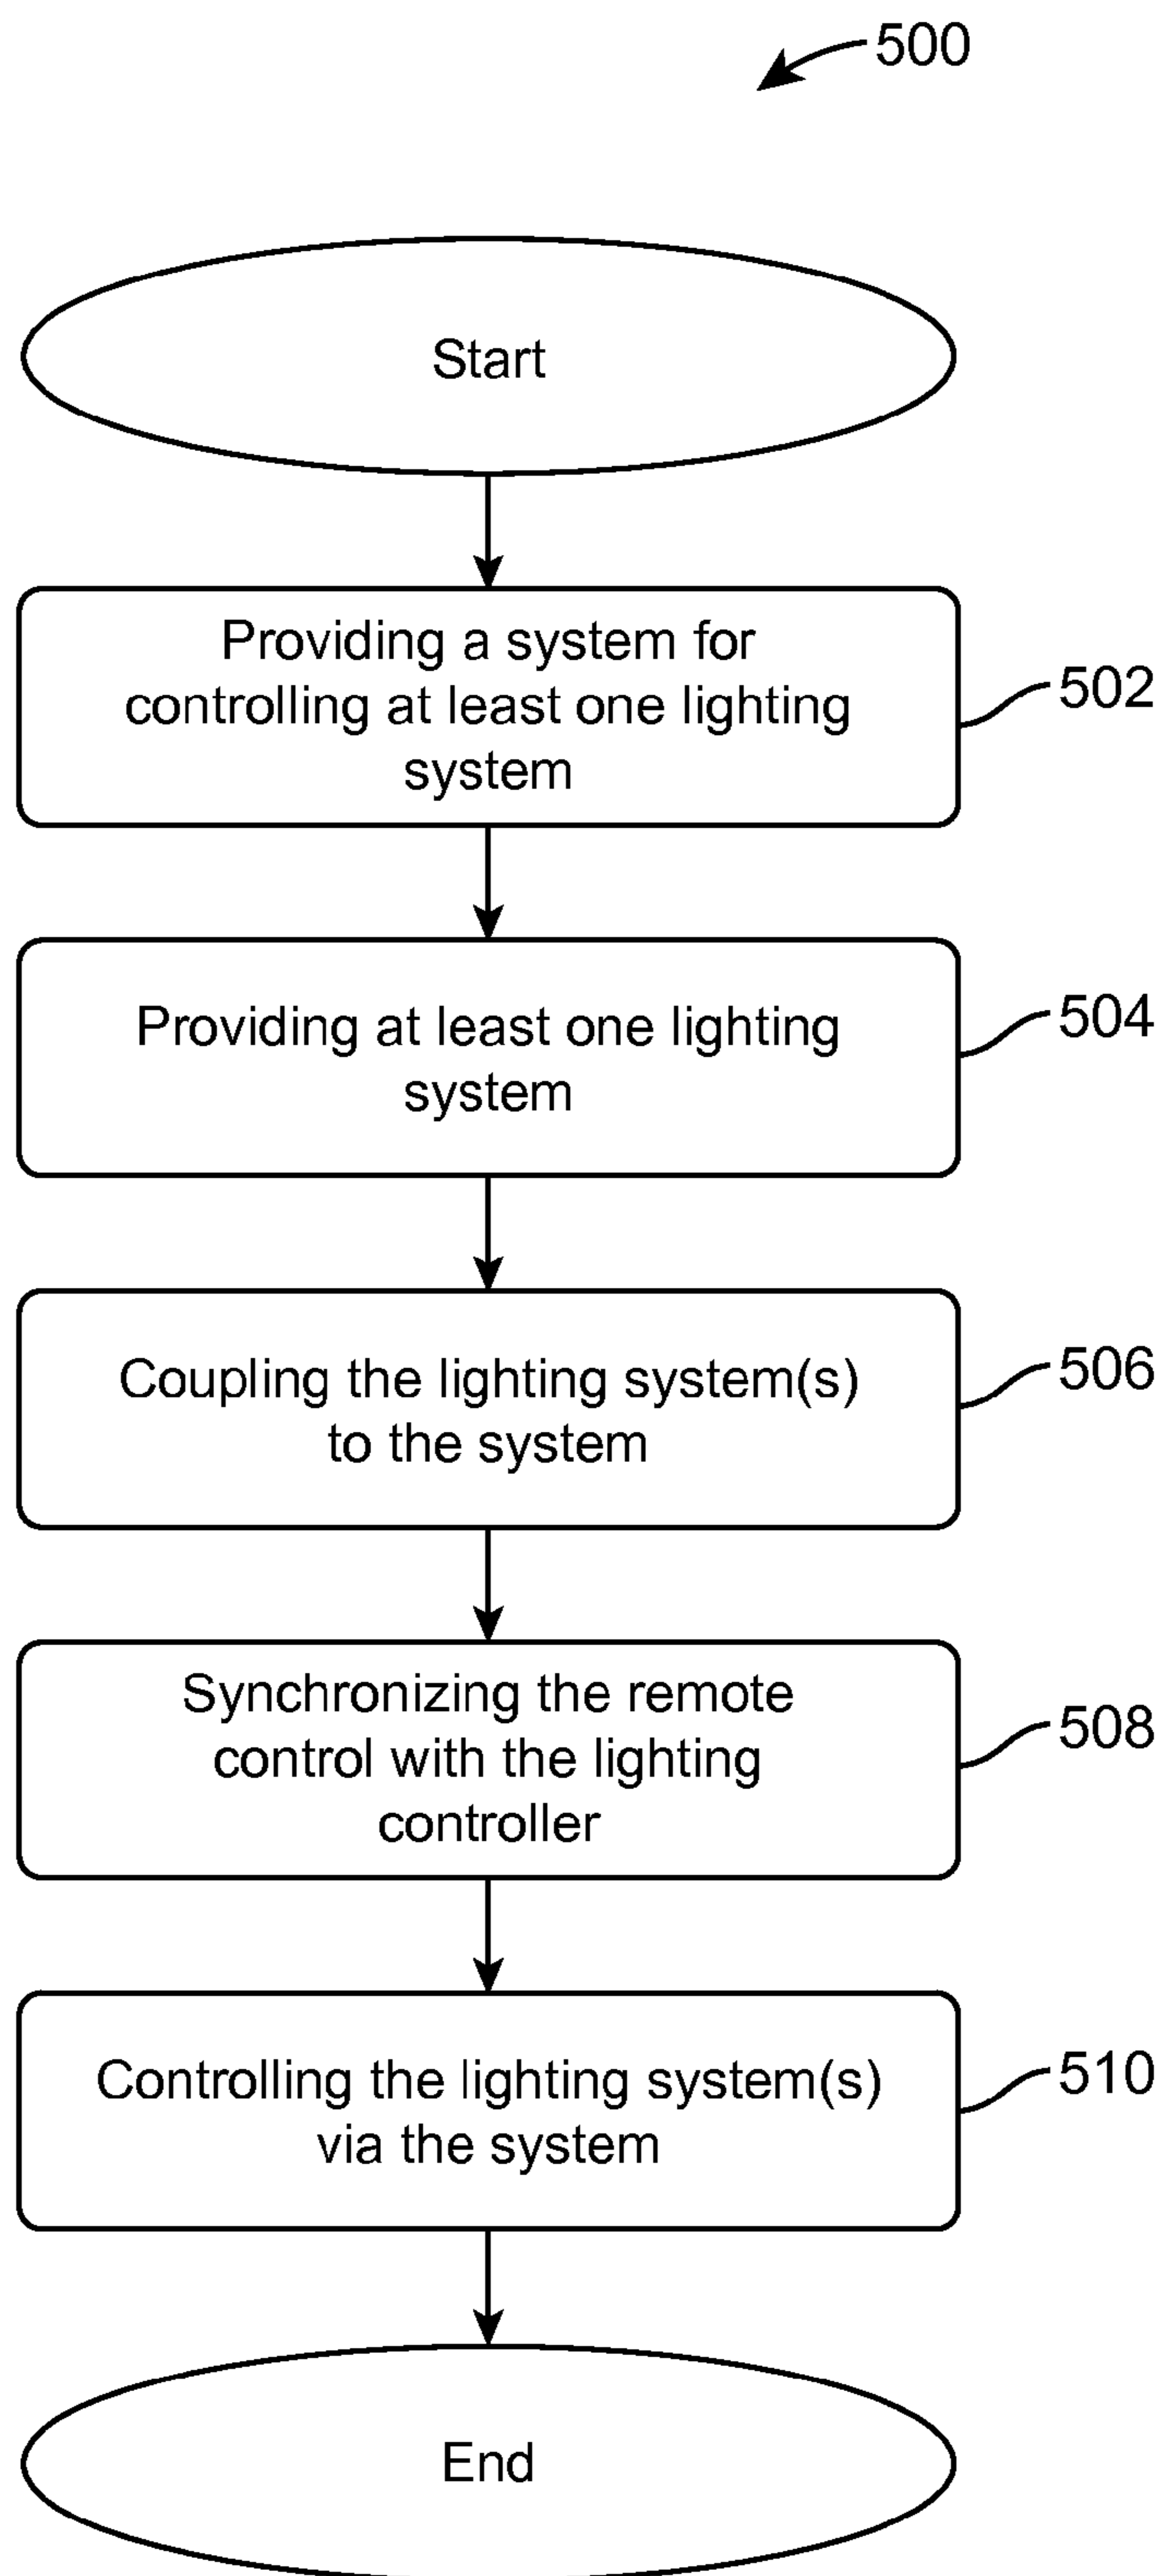 500
Start
Providing a system for
controlling at least one lighting
system
502
Providing at least one lighting
system
504
Coupling the lighting system(s)
to the system
506
Synchronizing the remote
control with the lighting
controller
508
Controlling the lighting system(s)
via the system
510
End